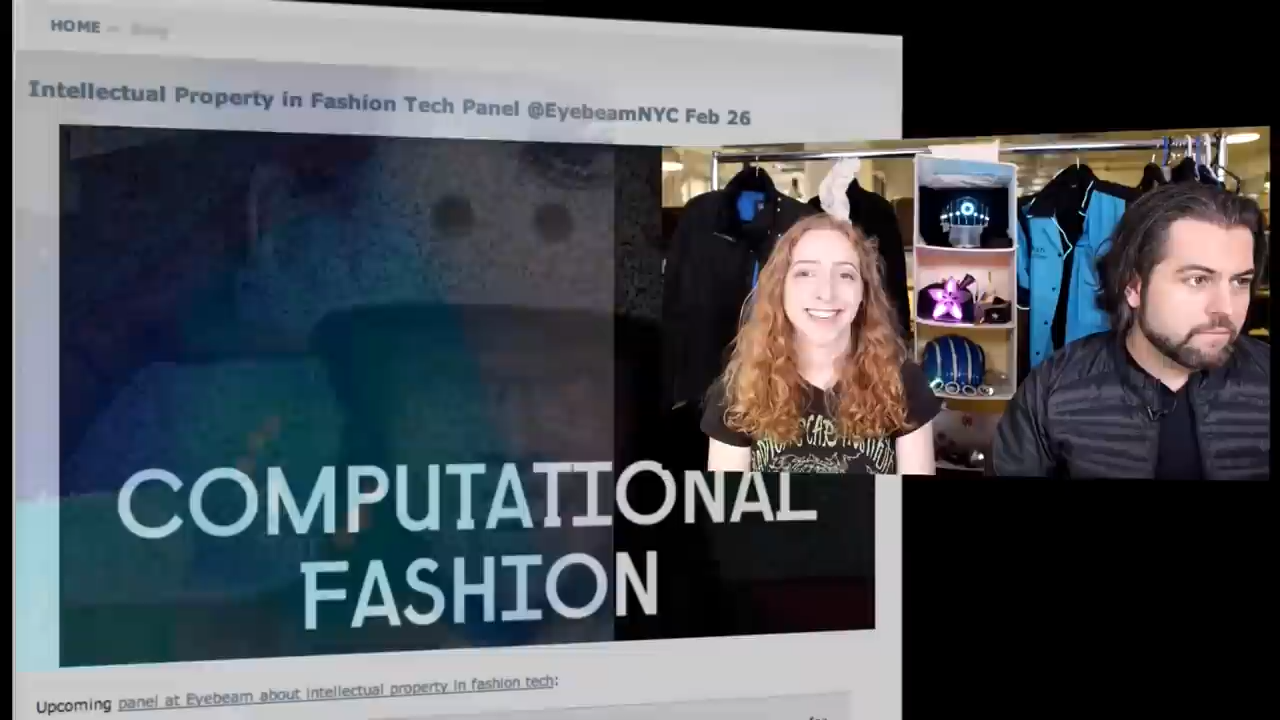 HOME
Intellectual Property in Fashion Tech Panel @EyebeamNYC Feb 26
COMPUTATIONAL
FASHION
Upcoming panel at Eyebeam about intellectual property in fashion tech:
for